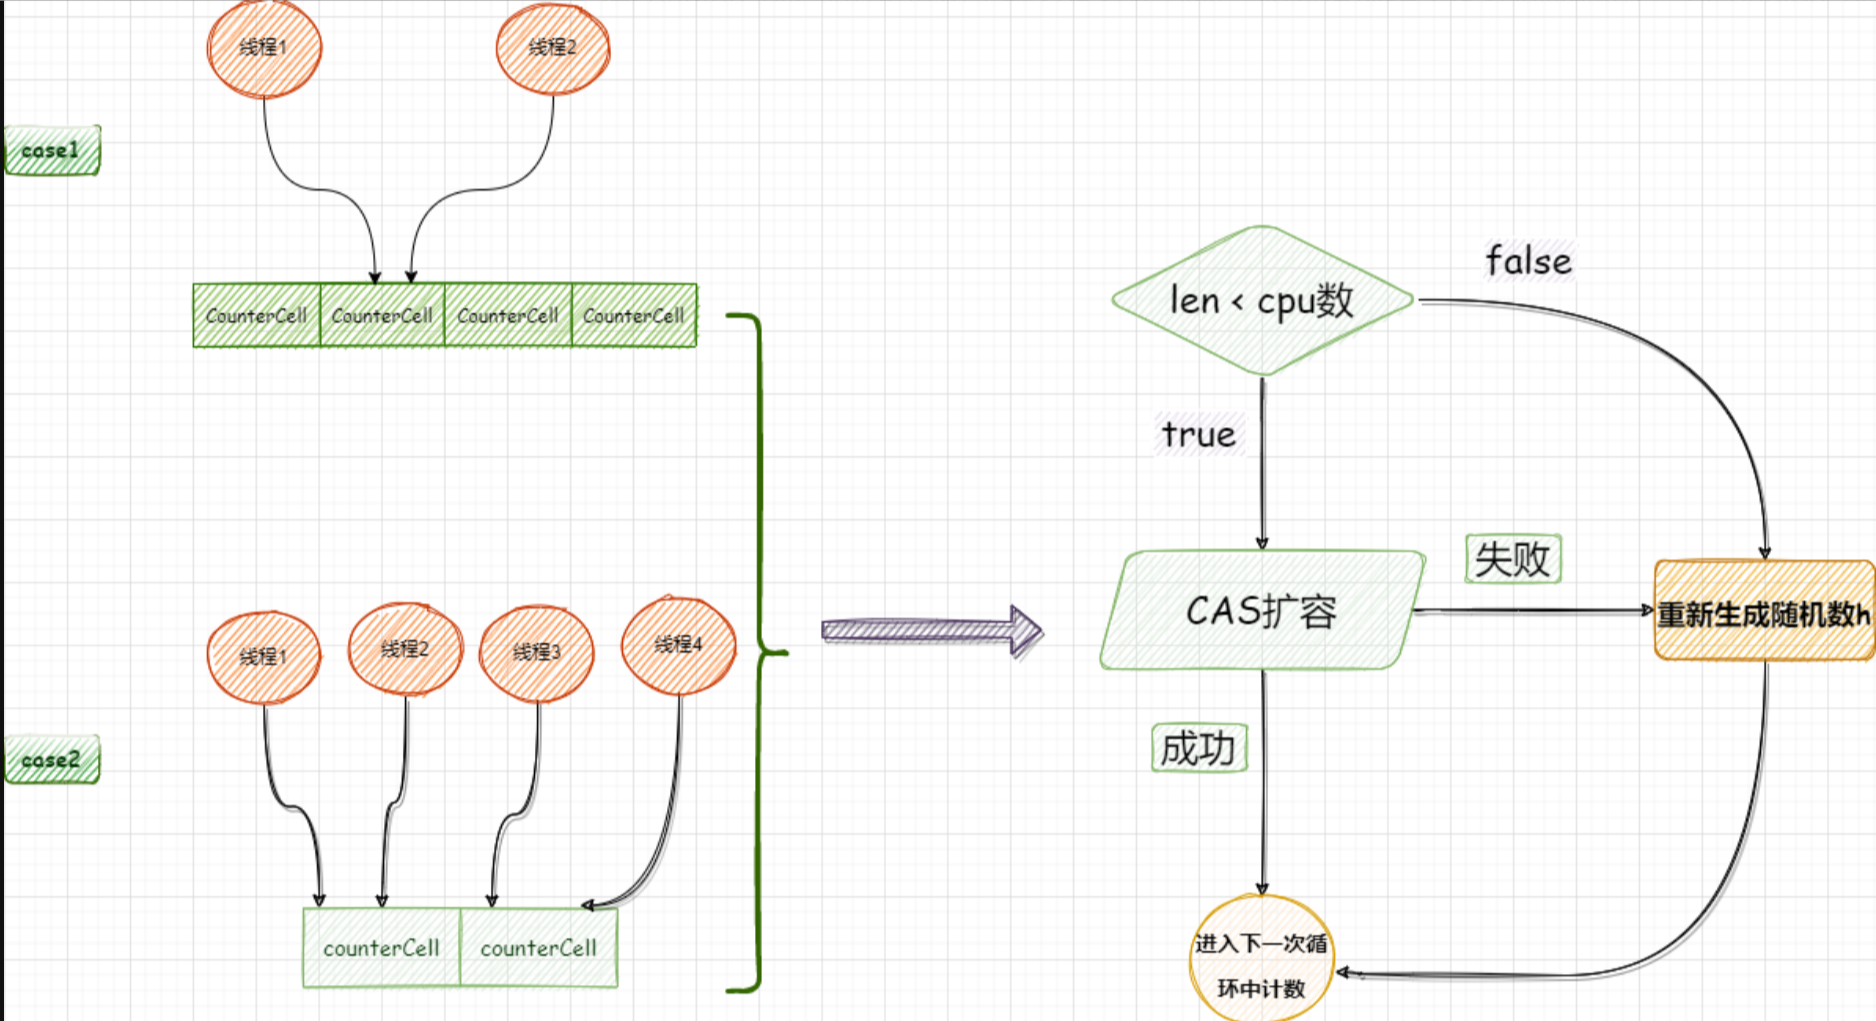 线程1
线程2
case1
CounterCell
CounterCell
CounterCell
CounterCell
线程1
线程2
线程3
线程4
case2
counterCell
counterCell
len < cpu数
false
true
CAS扩容
失败
重新生成随机数h
成功
进入下一次循
环中计数